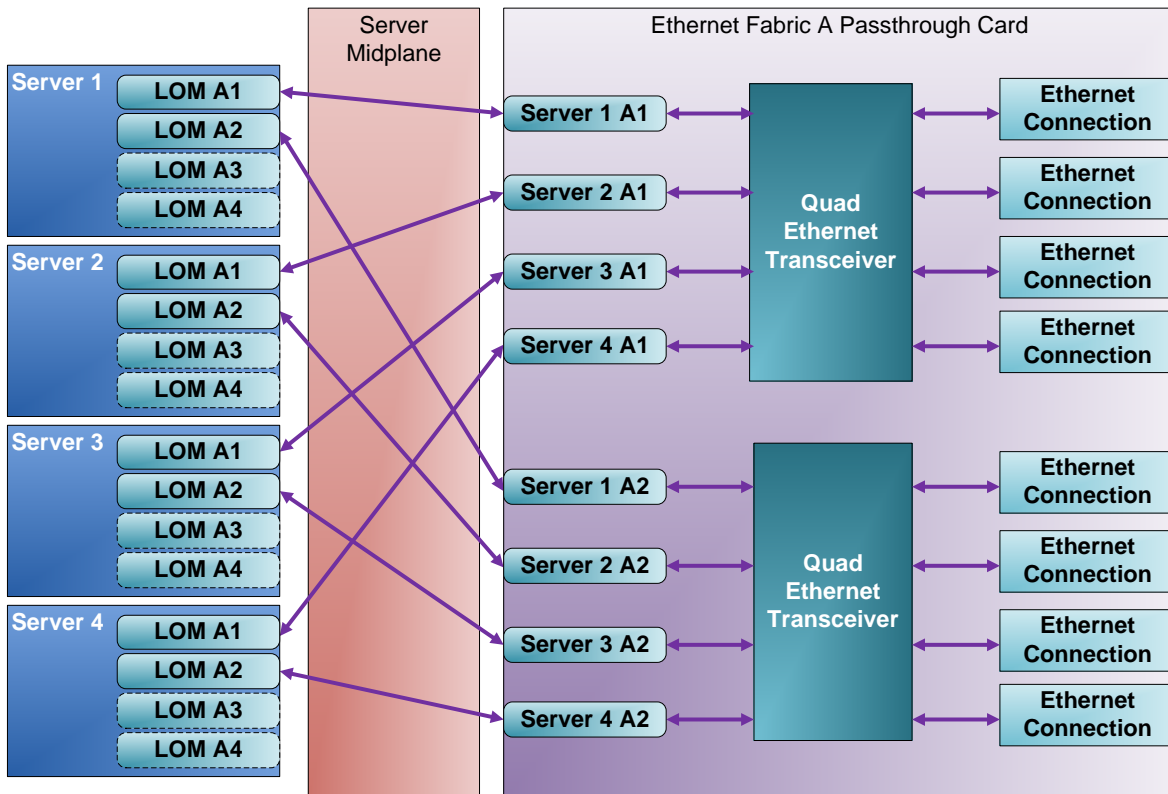 Server
Midplane
Ethernet Fabric A Passthrough Card
Server 1
LOM A1
LOM A2
LOM A3
LOM A4
Server 2
LOM A1
LOM A2
LOM A3
LOM A4
Server 3
LOM A1
LOM A2
LOM A3
LOM A4
Server 4
LOM A1
LOM A2
LOM A3
LOM A4
Server 1 A1
Server 2 A1
Server 3 A1
Server 4 A1
Quad
Ethernet
Transceiver
Ethernet
Connection
Ethernet
Connection
Ethernet
Connection
Ethernet
Connection
Server 1 A2
Server 2 A2
Server 3 A2
Server 4 A2
Quad
Ethernet
Transceiver
Ethernet
Connection
Ethernet
Connection
Ethernet
Connection
Ethernet
Connection